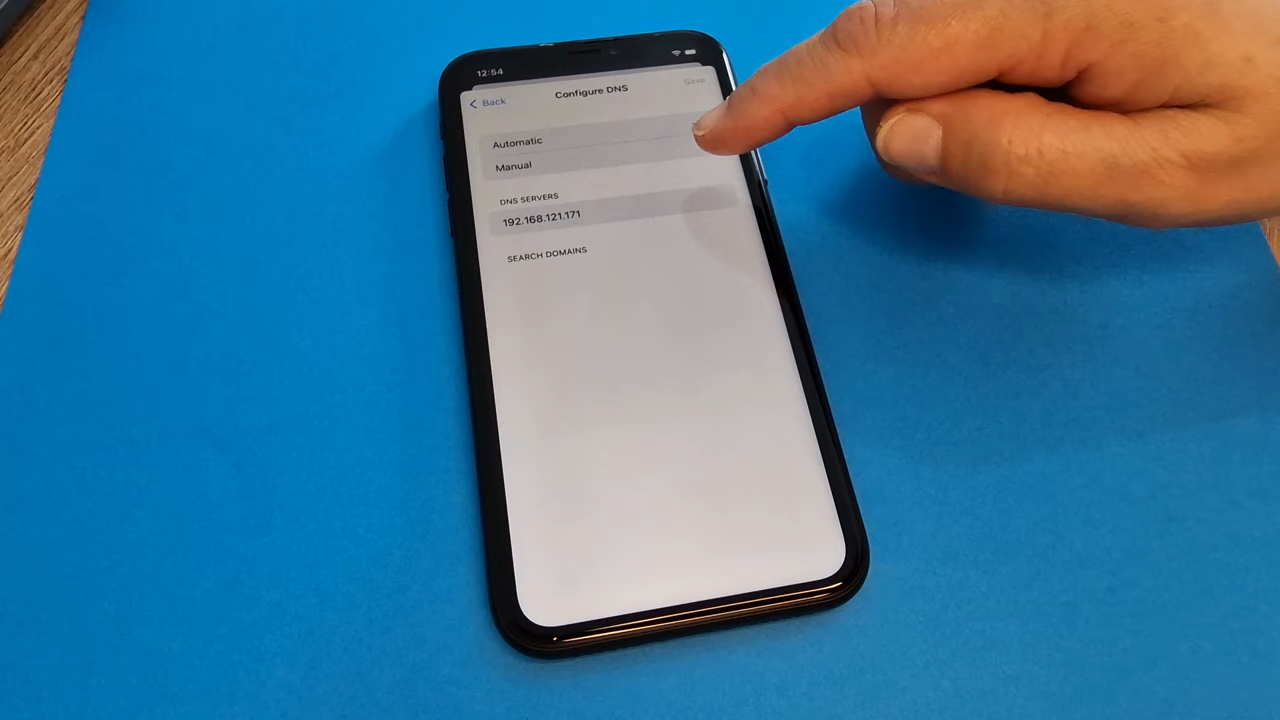 12:54
Back
Configure DNS
Save
Automatic
Manual
DNS SERVERS
192.168.121.171
SEARCH DOMAINS